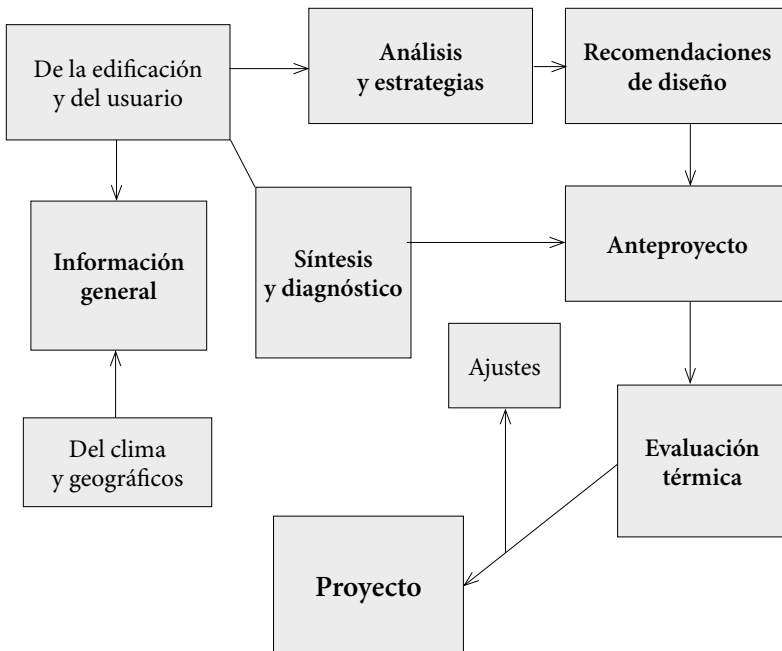 De la edificación
y del usuario
Análisis
y estrategias
Recomendaciones
de diseño
Información
general
Síntesis
y diagnóstico
Anteproyecto
Ajustes
Del clima
y geográficos
Evaluación
térmica
Proyecto